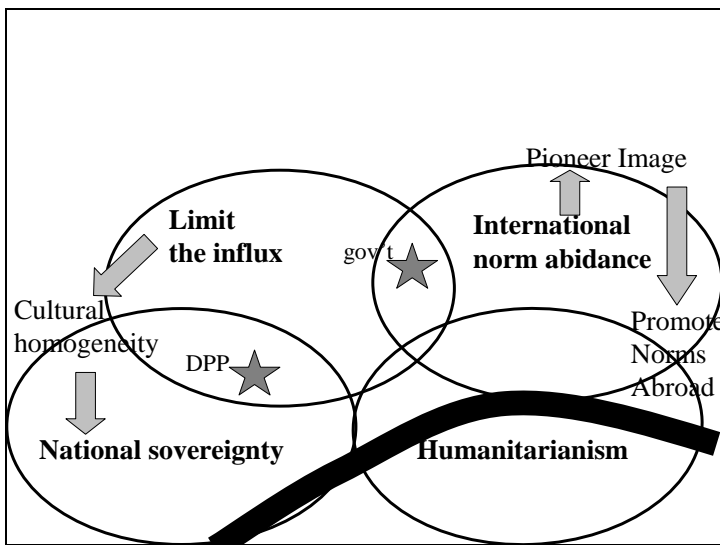 Pioneer Image
Limit
the influx
International
norm abidance
gov't
Cultural
homogeneity
Promote
Norms
Abroad
DPP
National sovereignty
Humanitarianism